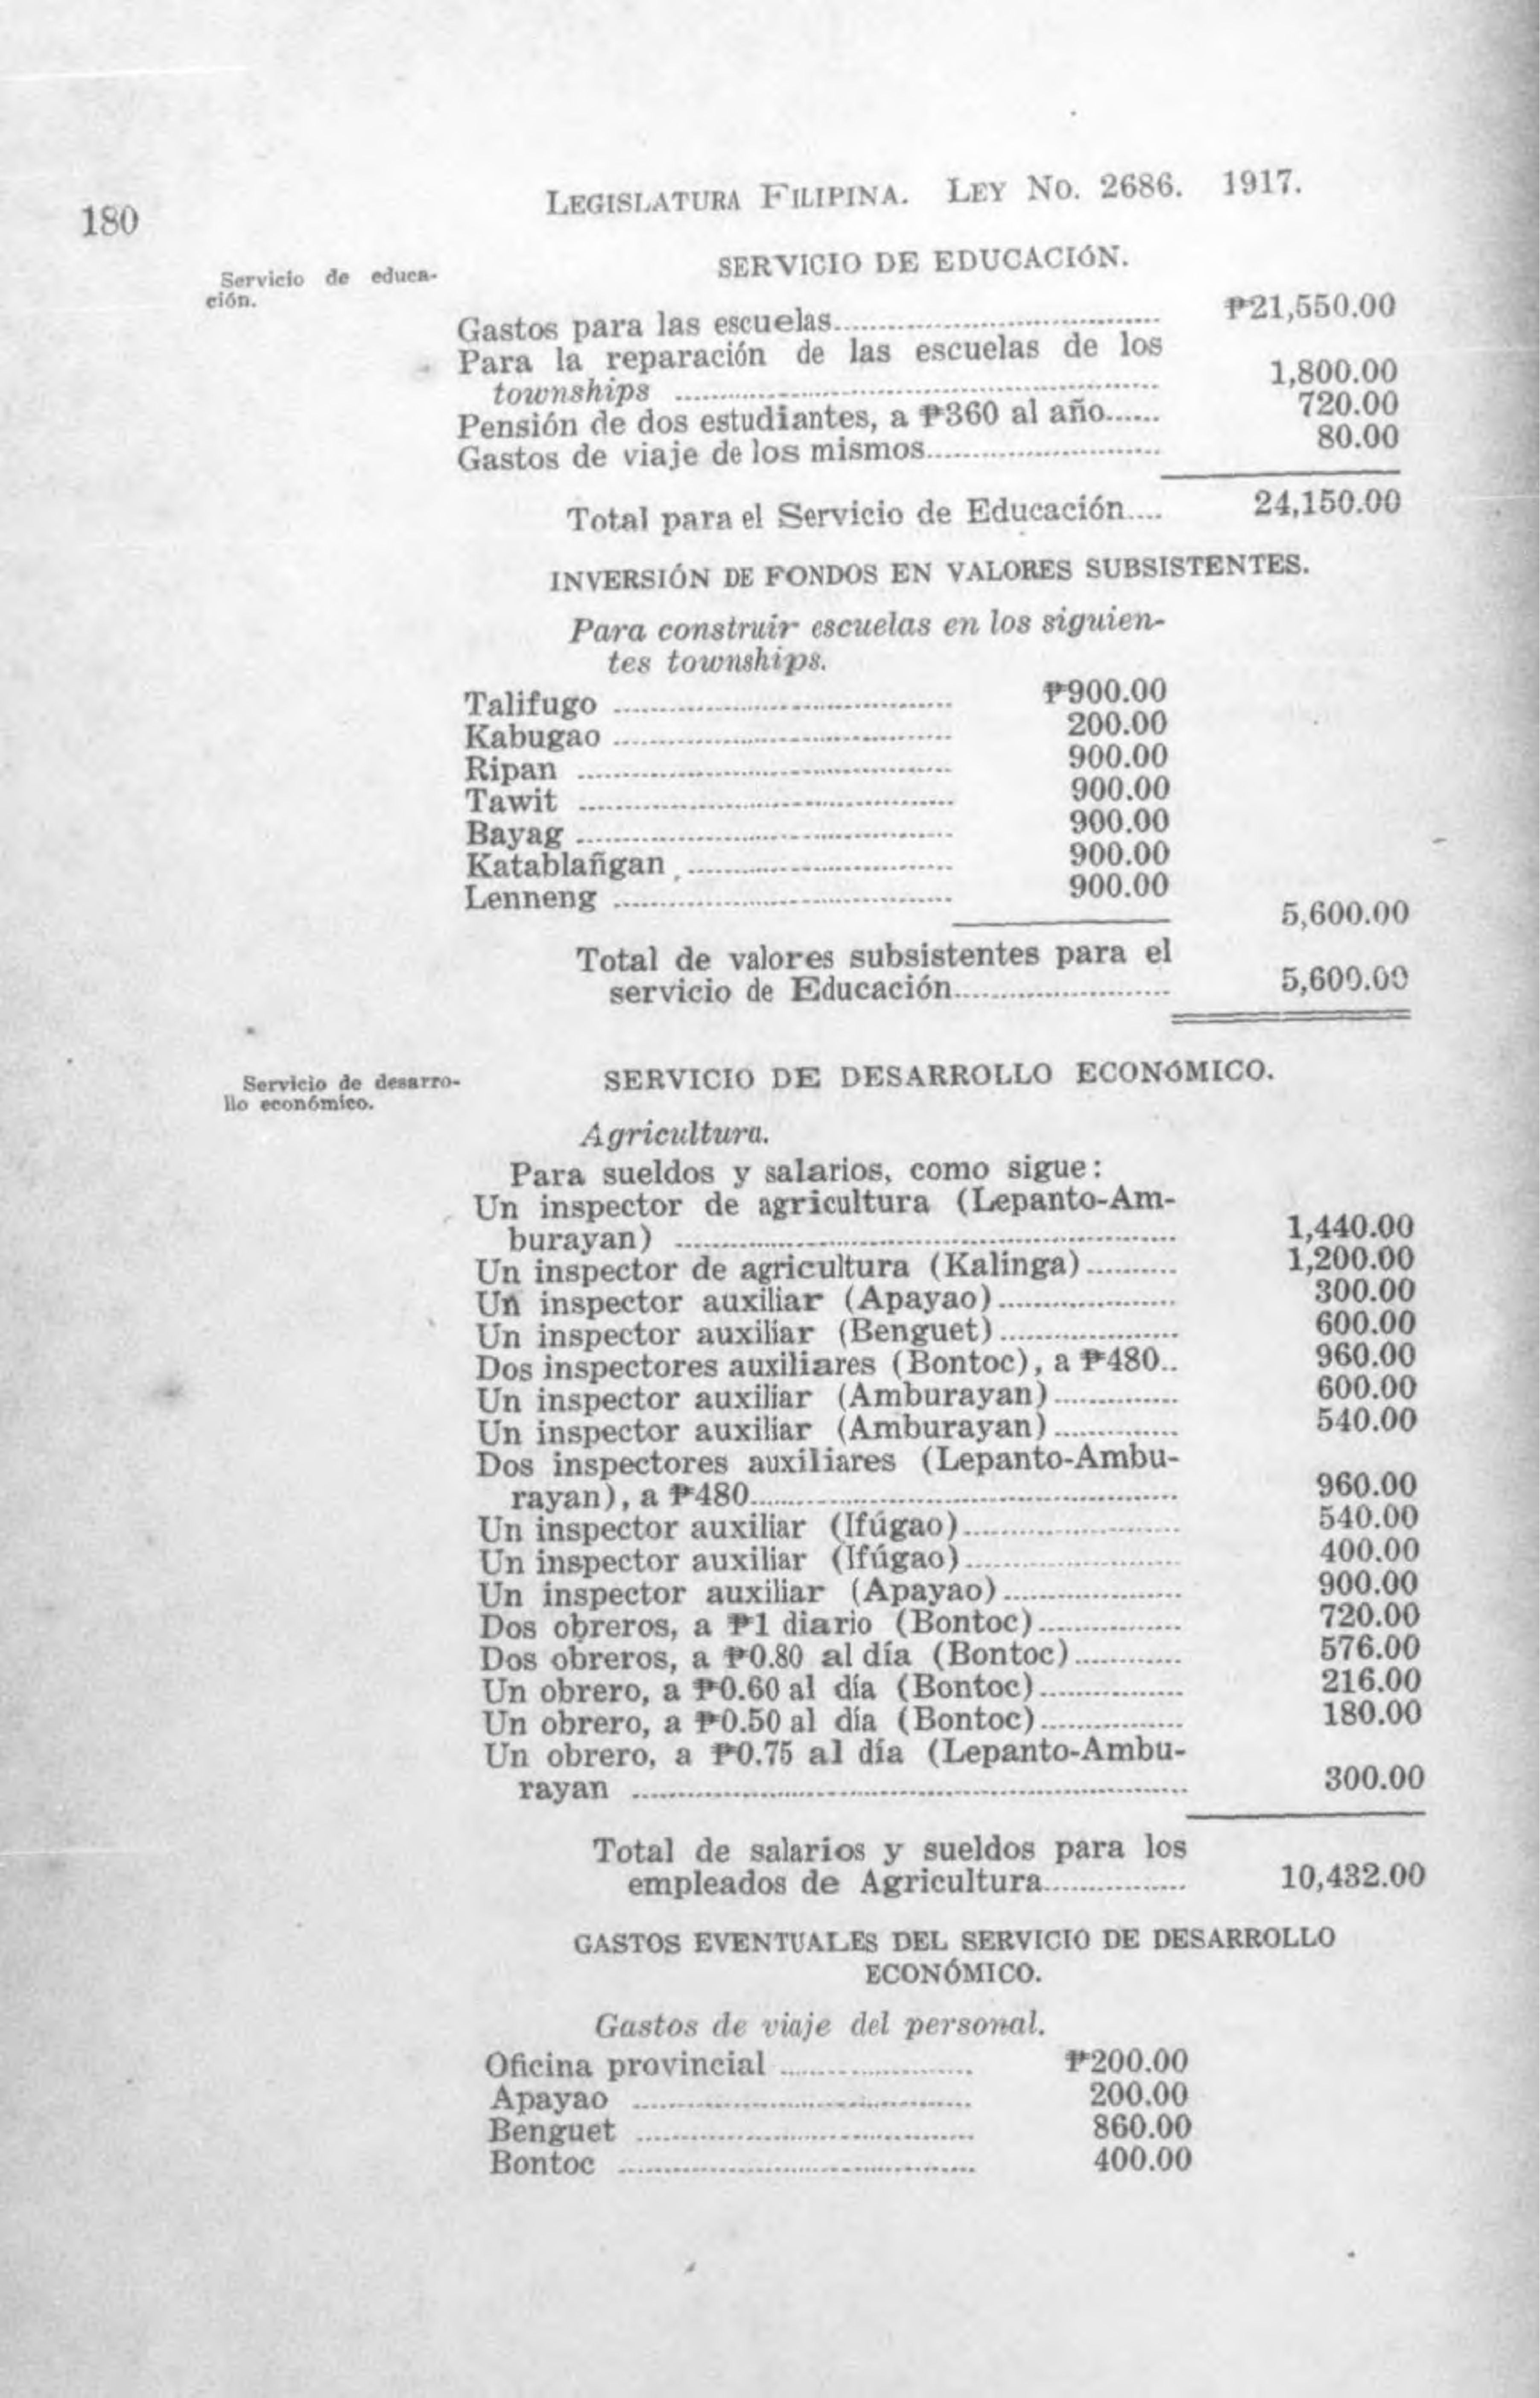 180
LEGISLATURA FILIPINA. LEY NO. 2686. 1917.
Servicio de educa-
ción.
SERVICIO DE EDUCACIÓN.
Gastos para las escuelas.................................... ₱21,550.00
Para la reparación de las escuelas de los
townships ..................................................... 1,800.00
Pensión de dos estudiantes, a ₱360 al año...... 720.00
Gastos de viaje de los mismos.......................... 80.00
Total para el Servicio de Educación.... 24,150.00
INVERSIÓN DE FONDOS EN VALORES SUBSISTENTES.
Para construir escuelas en los siguien-
tes townships.
Talifugo ..................................... ₱900.00
Kabugao ..................................... 200.00
Ripan ......................................... 900.00
Tawit ......................................... 900.00
Bayag ......................................... 900.00
Katablañgan ............................. 900.00
Lenneng ..................................... 900.00
5,600.00
Total de valores subsistentes para el
servicio de Educación........................ 5,600.00
Servicio de desarro-
llo económico.
SERVICIO DE DESARROLLO ECONÓMICO.
Agricultura.
Para sueldos y salarios, como sigue:
Un inspector de agricultura (Lepanto-Am-
burayan) ....................................................... 1,440.00
Un inspector de agricultura (Kalinga).......... 1,200.00
Un inspector auxiliar (Apayao).................... 300.00
Un inspector auxiliar (Benguet).................... 600.00
Dos inspectores auxiliares (Bontoc), a ₱480.. 960.00
Un inspector auxiliar (Amburayan).............. 600.00
Un inspector auxiliar (Amburayan).............. 540.00
Dos inspectores auxiliares (Lepanto-Ambu-
rayan), a ₱480............................................... 960.00
Un inspector auxiliar (Ifúgao)........................ 540.00
Un inspector auxiliar (Ifúgao)........................ 400.00
Un inspector auxiliar (Apayao).................... 900.00
Dos obreros, a ₱1 diario (Bontoc)................ 720.00
Dos obreros, a ₱0.80 al día (Bontoc)............ 576.00
Un obrero, a ₱0.60 al día (Bontoc)................ 216.00
Un obrero, a ₱0.50 al día (Bontoc)................ 180.00
Un obrero, a ₱0.75 al día (Lepanto-Ambu-
rayan ............................................................. 300.00
Total de salarios y sueldos para los
empleados de Agricultura................ 10,432.00
GASTOS EVENTUALES DEL SERVICIO DE DESARROLLO
ECONÓMICO.
Gastos de viaje del personal.
Oficina provincial ..................... ₱200.00
Apayao ..................................... 200.00
Benguet ..................................... 860.00
Bontoc ....................................... 400.00